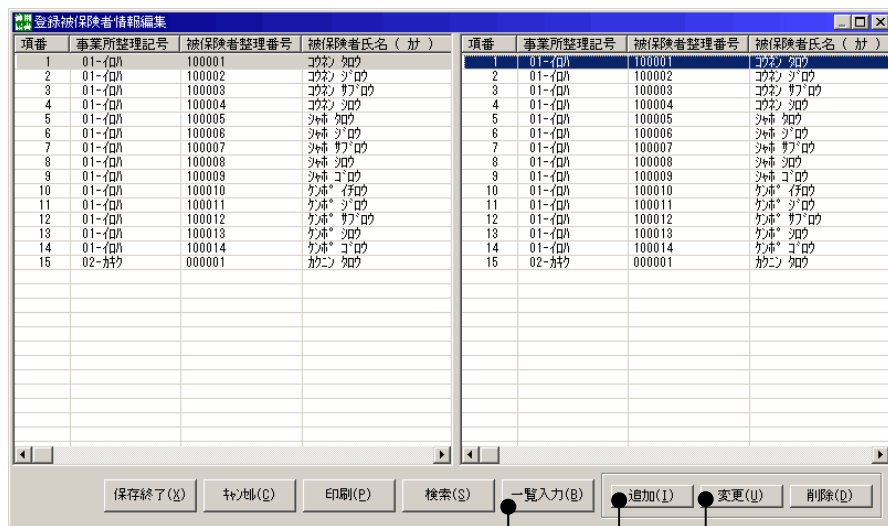 登録被保険者情報編集
項番 事業所整理記号 被保険者整理番号 被保険者氏名 ( ｶﾅ ) 項番 事業所整理記号 被保険者整理番号 被保険者氏名 ( ｶﾅ )
1 01-ｲﾛﾊ 100001 ｺｳﾈﾝ ﾀﾛｳ 1 01-ｲﾛﾊ 100001 ｺｳﾈﾝ ﾀﾛｳ
2 01-ｲﾛﾊ 100002 ｺｳﾈﾝ ｼﾞﾛｳ 2 01-ｲﾛﾊ 100002 ｺｳﾈﾝ ｼﾞﾛｳ
3 01-ｲﾛﾊ 100003 ｺｳﾈﾝ ｻﾌﾞﾛｳ 3 01-ｲﾛﾊ 100003 ｺｳﾈﾝ ｻﾌﾞﾛｳ
4 01-ｲﾛﾊ 100004 ｺｳﾈﾝ ｼﾛｳ 4 01-ｲﾛﾊ 100004 ｺｳﾈﾝ ｼﾛｳ
5 01-ｲﾛﾊ 100005 ｼｬﾎ ﾀﾛｳ 5 01-ｲﾛﾊ 100005 ｼｬﾎ ﾀﾛｳ
6 01-ｲﾛﾊ 100006 ｼｬﾎ ｼﾞﾛｳ 6 01-ｲﾛﾊ 100006 ｼｬﾎ ｼﾞﾛｳ
7 01-ｲﾛﾊ 100007 ｼｬﾎ ｻﾌﾞﾛｳ 7 01-ｲﾛﾊ 100007 ｼｬﾎ ｻﾌﾞﾛｳ
8 01-ｲﾛﾊ 100008 ｼｬﾎ ｼﾛｳ 8 01-ｲﾛﾊ 100008 ｼｬﾎ ｼﾛｳ
9 01-ｲﾛﾊ 100009 ｼｬﾎ ｺﾞﾛｳ 9 01-ｲﾛﾊ 100009 ｼｬﾎ ｺﾞﾛｳ
10 01-ｲﾛﾊ 100010 ｹﾝﾎﾟ ｲﾁﾛｳ 10 01-ｲﾛﾊ 100010 ｹﾝﾎﾟ ｲﾁﾛｳ
11 01-ｲﾛﾊ 100011 ｹﾝﾎﾟ ｼﾞﾛｳ 11 01-ｲﾛﾊ 100011 ｹﾝﾎﾟ ｼﾞﾛｳ
12 01-ｲﾛﾊ 100012 ｹﾝﾎﾟ ｻﾌﾞﾛｳ 12 01-ｲﾛﾊ 100012 ｹﾝﾎﾟ ｻﾌﾞﾛｳ
13 01-ｲﾛﾊ 100013 ｹﾝﾎﾟ ｼﾛｳ 13 01-ｲﾛﾊ 100013 ｹﾝﾎﾟ ｼﾛｳ
14 01-ｲﾛﾊ 100014 ｹﾝﾎﾟ ｺﾞﾛｳ 14 01-ｲﾛﾊ 100014 ｹﾝﾎﾟ ｺﾞﾛｳ
15 02-ｶｷｸ 000001 ｶｸﾆﾝ ﾀﾛｳ 15 02-ｶｷｸ 000001 ｶｸﾆﾝ ﾀﾛｳ
保存終了(X) ｷｬﾝｾﾙ(C) 印刷(P) 検索(S) 一覧入力(B) 追加(I) 変更(U) 削除(D)